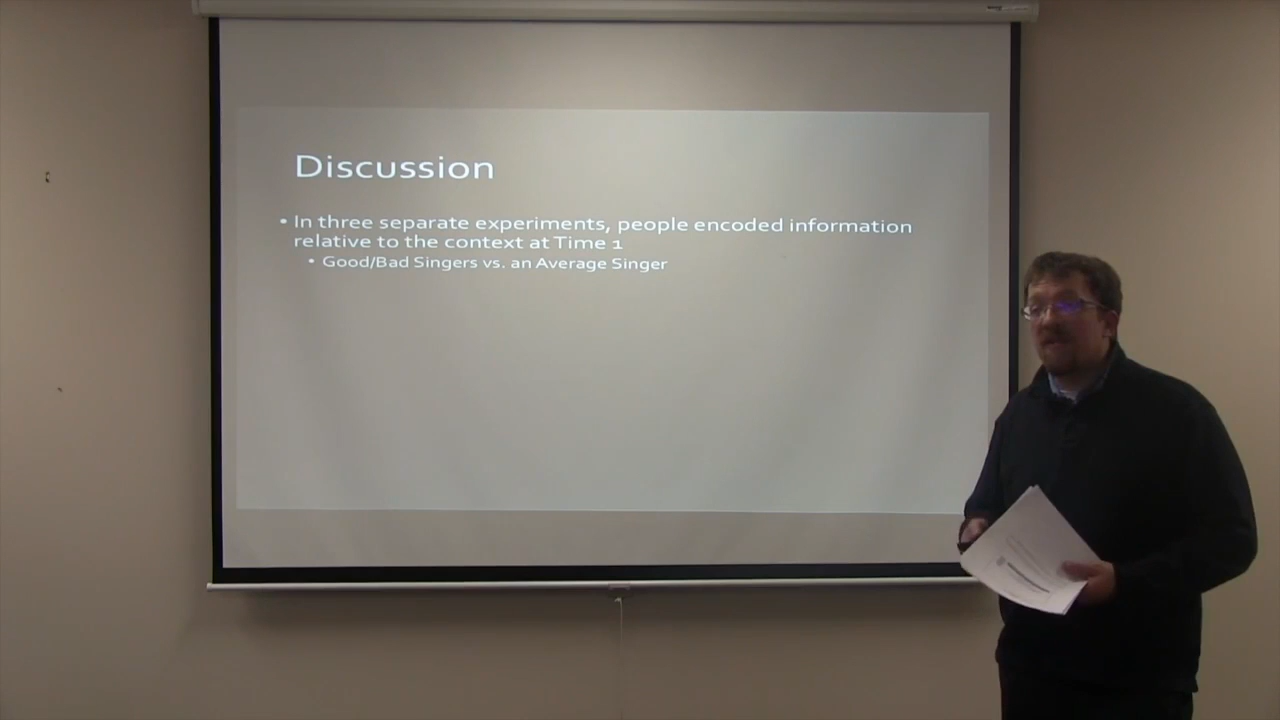 Discussion
• In three separate experiments, people encoded information
relative to the context at Time 1
• Good/Bad Singers vs. an Average Singer